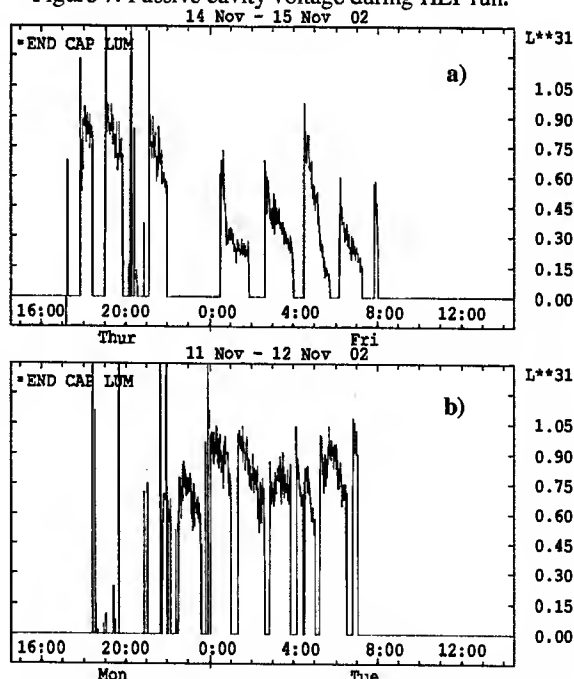 Figure 7. Passive cavity voltage during HEP run.
14 Nov - 15 Nov 02
*END CAP LUM
L**31
a)
1.05
0.90
0.75
0.60
0.45
0.30
0.15
0.00
16:00 20:00 0:00 4:00 8:00 12:00
Thur Fri
11 Nov - 12 Nov 02
*END CAP LUM
L**31
b)
1.05
0.90
0.75
0.60
0.45
0.30
0.15
0.00
16:00 20:00 0:00 4:00 8:00 12:00
Mon Tue